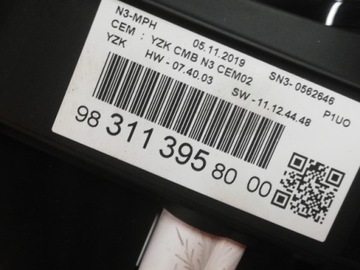 N3-MPH 05.11.2019 SN3-0562646
CEM : YZK CMB N3 CEM02 P1UO
YZK HW - 07.40.03 SW - 11.12.44.48
98 311 395 80 00